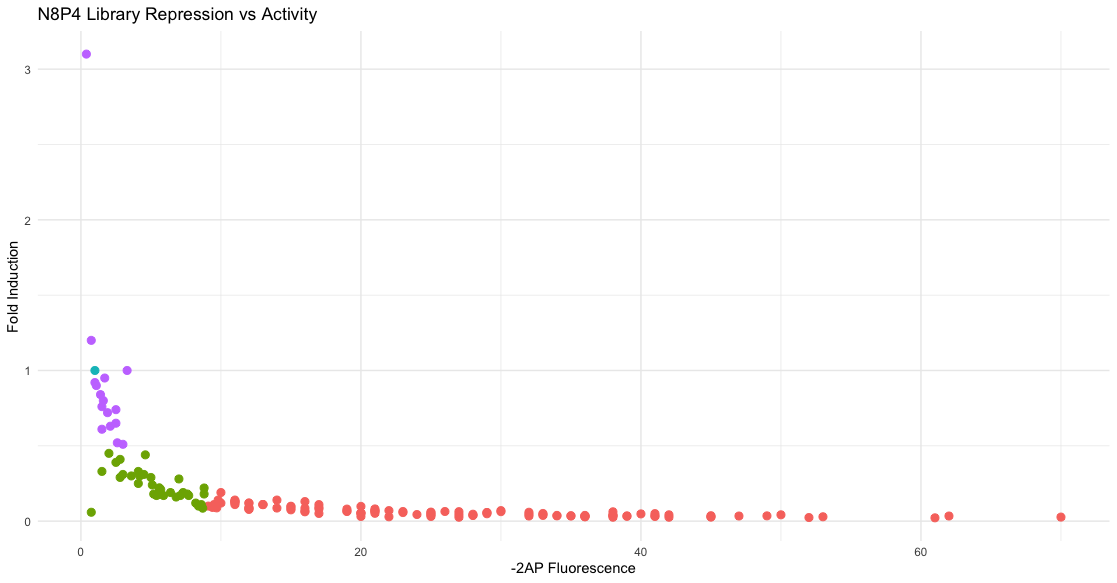 N8P4 Library Repression vs Activity
3
2
1
0
Fold Induction
0 20 40 60
-2AP Fluorescence